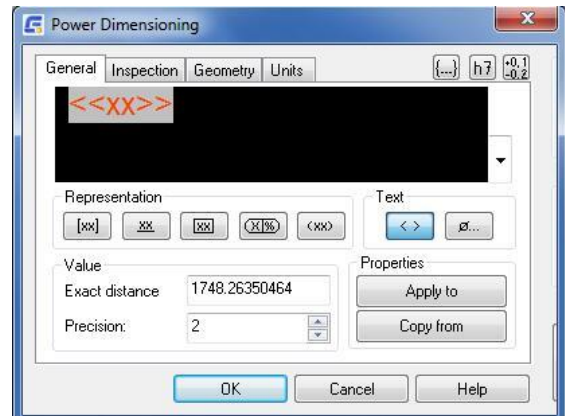 Power Dimensioning
General Inspection Geometry Units {...} h7 +0,1 -0,2
<<xx>>
Representation Text
[xx] xx xx X|% <xx> < > ø...
Value Properties
Exact distance 1748.26350464 Apply to
Precision: 2 Copy from
OK Cancel Help